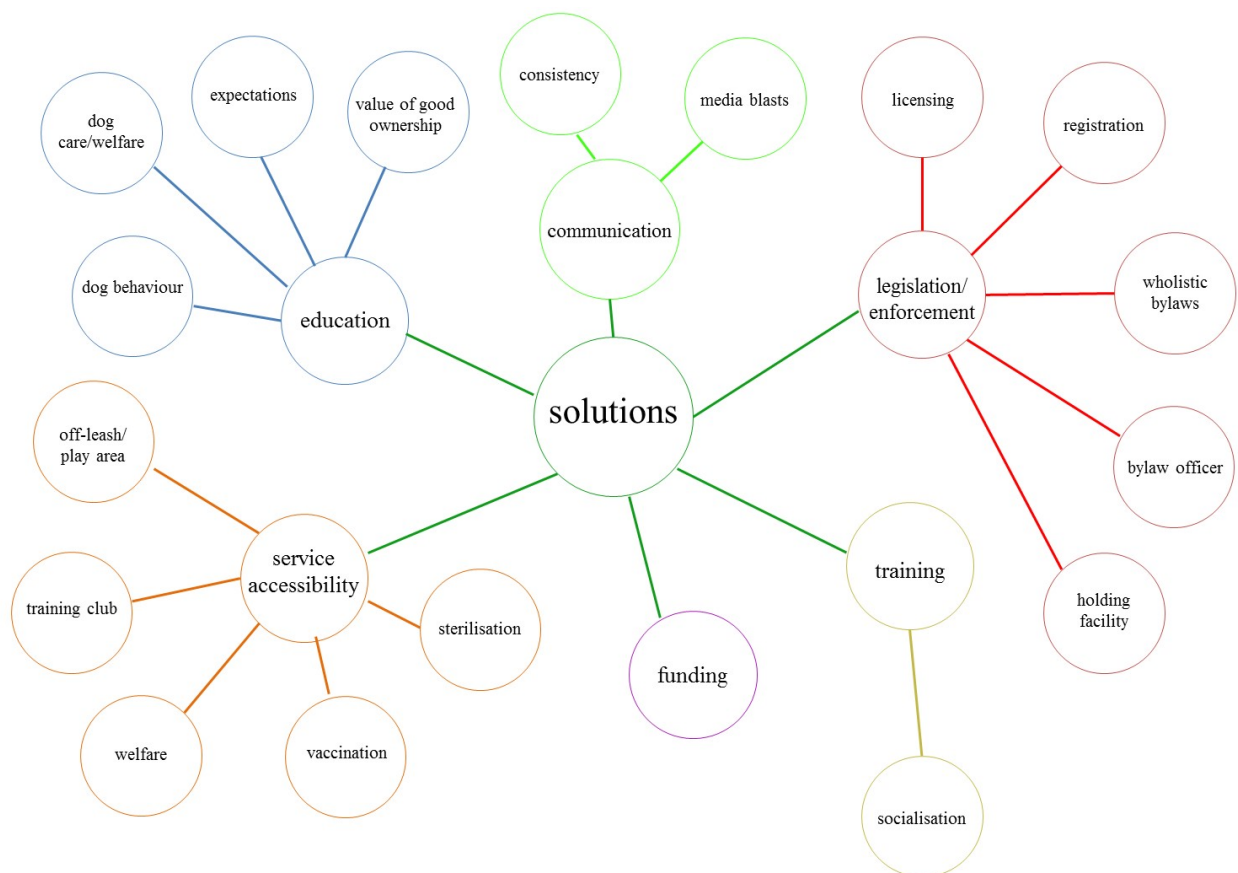 consistency
media blasts
licensing
expectations
value of good
ownership
dog
care/welfare
registration
communication
dog behaviour
education
legislation/
enforcement
wholistic
bylaws
solutions
off-leash/
play area
bylaw officer
service
accessibility
training
training club
sterilisation
holding
facility
funding
welfare
vaccination
socialisation